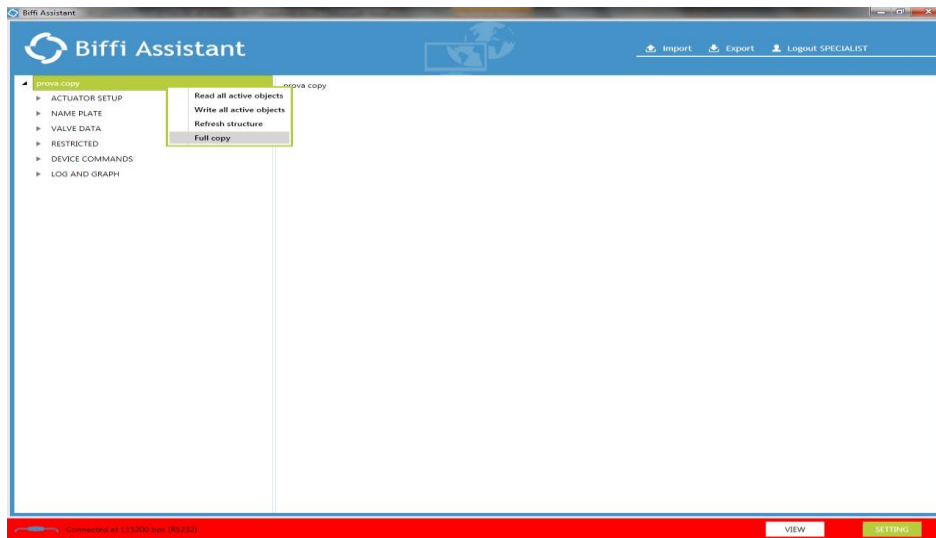 Biffi Assistant
Biffi Assistant
Import Export Logout SPECIALIST
prova copy
ACTUATOR SETUP
NAME PLATE
VALVE DATA
RESTRICTED
DEVICE COMMANDS
LOG AND GRAPH
Read all active objects
Write all active objects
Refresh structure
Full copy
prova copy
Connected at 115200 bps (RS232)
VIEW
SETTING